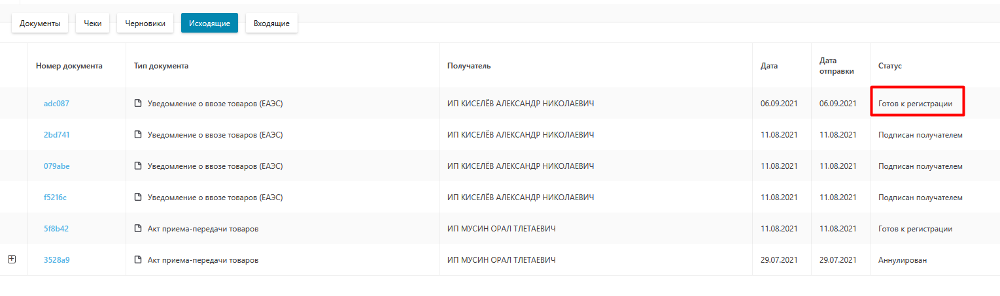 Документы Чеки Черновики Исходящие Входящие
Номер документа Тип документа Получатель Дата Дата отправки Статус
adc087 Уведомление о ввозе товаров (ЕАЭС) ИП КИСЕЛЁВ АЛЕКСАНДР НИКОЛАЕВИЧ 06.09.2021 06.09.2021 Готов к регистрации
2bd741 Уведомление о ввозе товаров (ЕАЭС) ИП КИСЕЛЁВ АЛЕКСАНДР НИКОЛАЕВИЧ 11.08.2021 11.08.2021 Подписан получателем
079abe Уведомление о ввозе товаров (ЕАЭС) ИП КИСЕЛЁВ АЛЕКСАНДР НИКОЛАЕВИЧ 11.08.2021 11.08.2021 Подписан получателем
f5216c Уведомление о ввозе товаров (ЕАЭС) ИП КИСЕЛЁВ АЛЕКСАНДР НИКОЛАЕВИЧ 11.08.2021 11.08.2021 Подписан получателем
5f8b42 Акт приема-передачи товаров ИП МУСИН ОРАЛ ТЛЕТАЕВИЧ 11.08.2021 11.08.2021 Готов к регистрации
3528a9 Акт приема-передачи товаров ИП МУСИН ОРАЛ ТЛЕТАЕВИЧ 29.07.2021 29.07.2021 Аннулирован